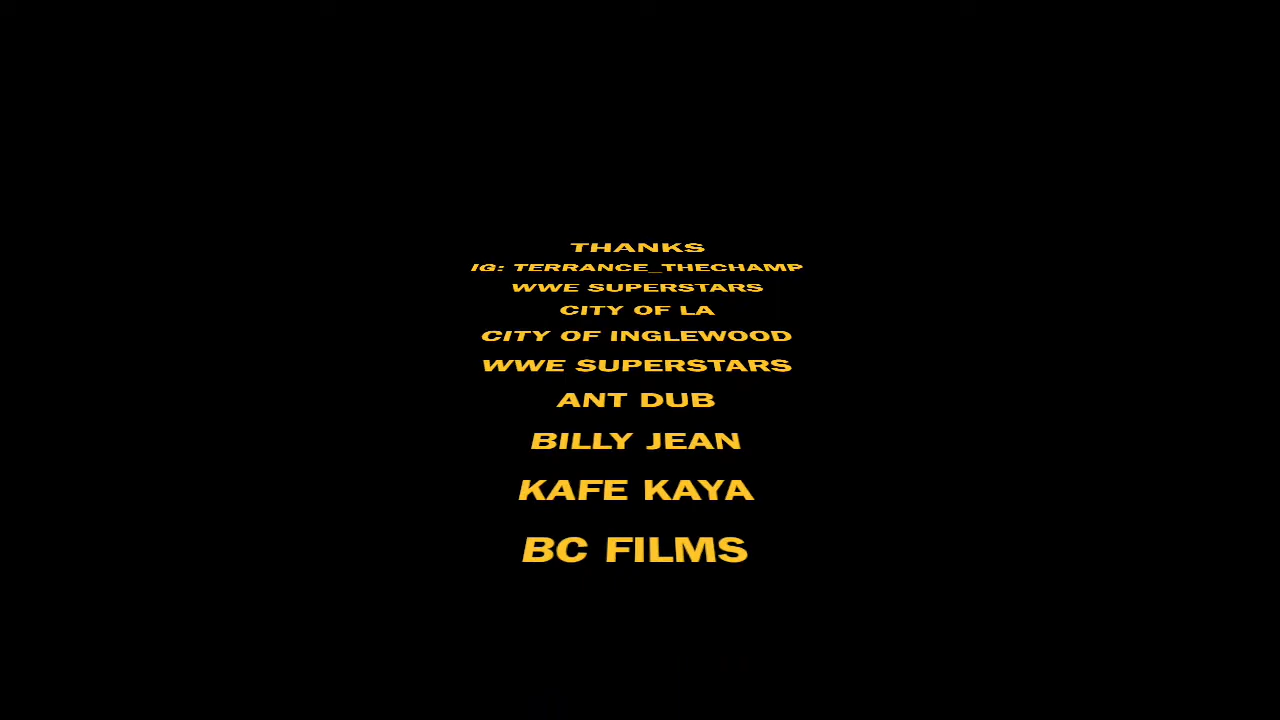 THANKS
IG: TERRANCE_THECHAMP
WWE SUPERSTARS
CITY OF LA
CITY OF INGLEWOOD
WWE SUPERSTARS
ANT DUB
BILLY JEAN
KAFE KAYA
BC FILMS